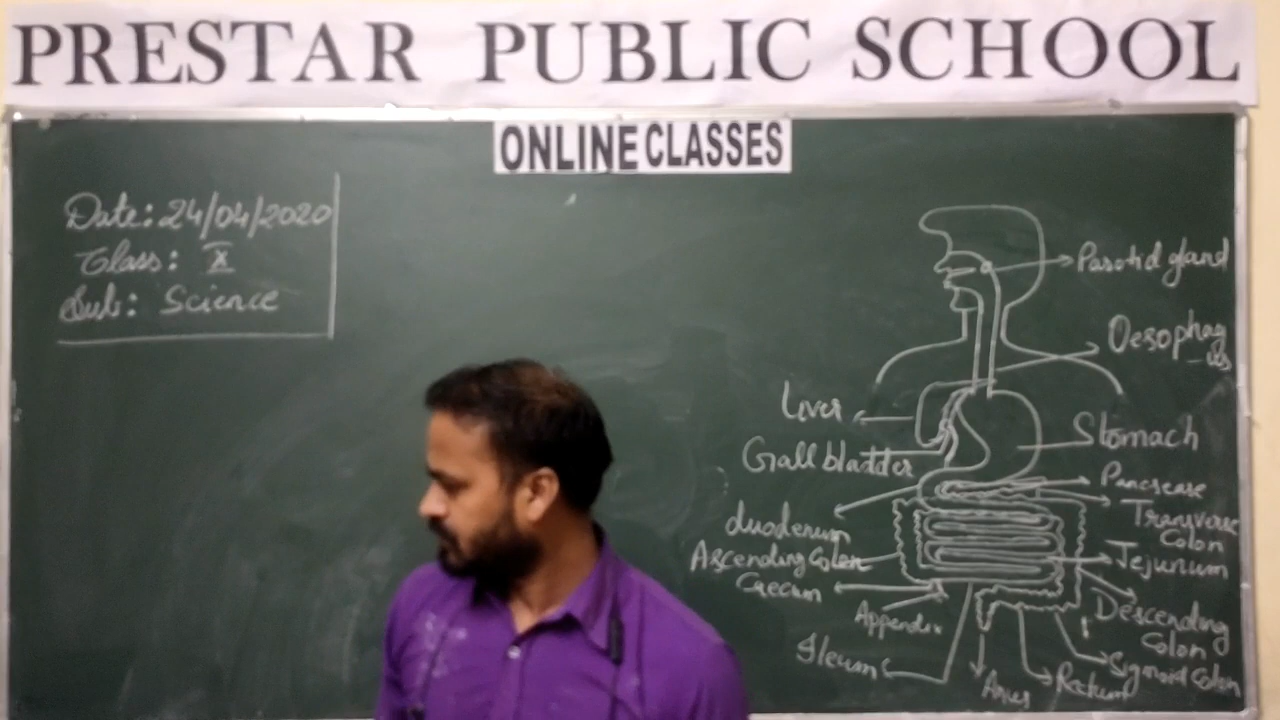 PRESTAR PUBLIC SCHOOL
ONLINE CLASSES
Date: 24/04/2020
Class: X
Sub: Science
Parotid gland
Oesophag
-us
Liver
Stomach
Gall bladder
Pancrease
duodenum
Transverse
Colon
Ascending Colon
Jejunum
Caecum
Appendix
Descending
Colon
Ileum
Sigmoid Colon
Rectum
Anus